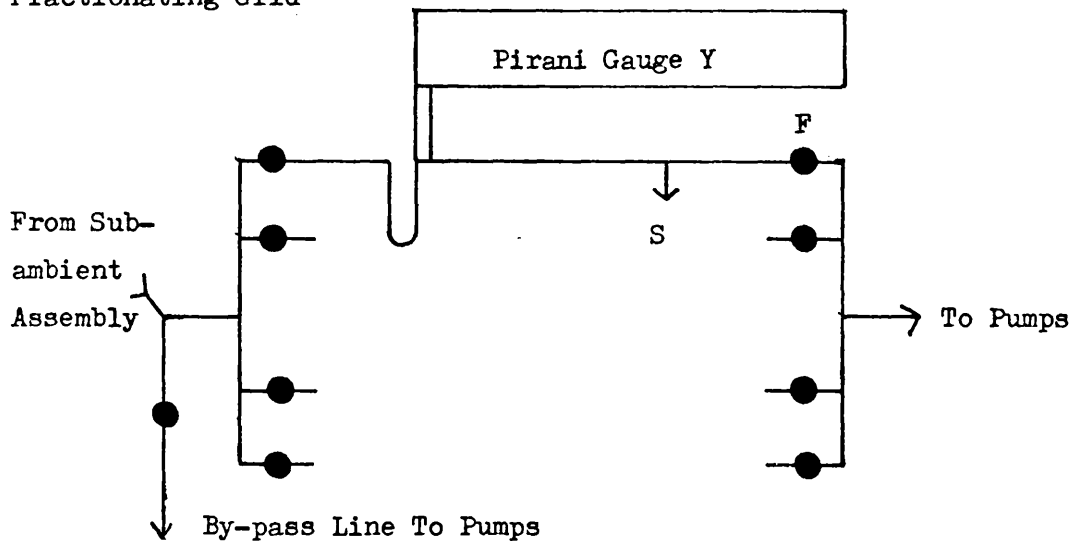 Fractionating Grid
Pirani Gauge Y
F
From Sub-
ambient
Assembly
S
To Pumps
By-pass Line To Pumps